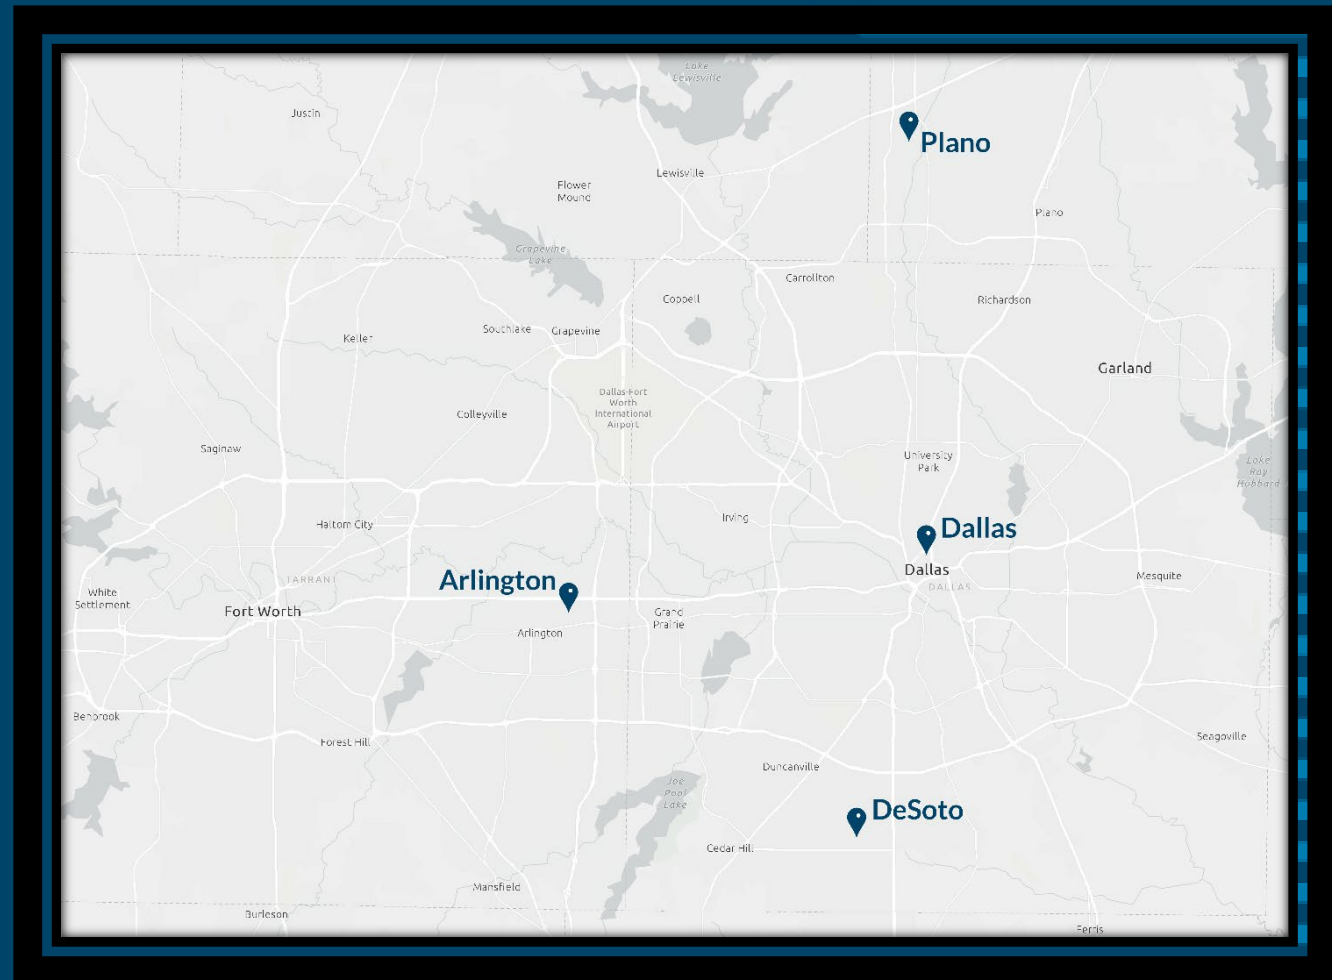 Lake
Lewisville
Justin
Plano
Lewisville
Flower
Mound
Plano
Grapevine
Lake
Carrollton
Coppell
Richardson
Southlake
Grapevine
Keller
Garland
Dallas-Fort
Worth
International
Airport
Colleyville
Saginaw
University
Park
Lake
Ray
Hubbard
Irving
Haltom City
Dallas
Dallas
DALLAS
Mesquite
Arlington
TARRANT
White
Settlement
Fort Worth
Grand
Prairie
Arlington
Benbrook
Forest Hill
Seagoville
Duncanville
Joe
Pool
Lake
DeSoto
Cedar Hill
Mansfield
Burleson
Ferris